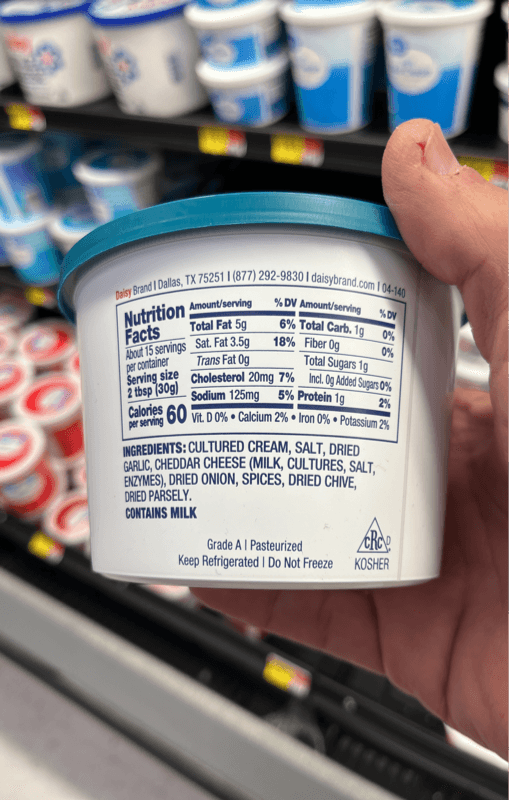 Daisy Brand | Dallas, TX 75251 | (877) 292-9830 | daisybrand.com | 04-140
Nutrition
Facts
About 15 servings
per container
Serving size
2 tbsp (30g)
Calories
per serving 60
Amount/serving % DV Amount/serving % DV
Total Fat 5g 6% Total Carb. 1g 0%
Sat. Fat 3.5g 18% Fiber 0g 0%
Trans Fat 0g Total Sugars 1g
Cholesterol 20mg 7% Incl. 0g Added Sugars 0%
Sodium 125mg 5% Protein 1g 2%
Vit. D 0% • Calcium 2% • Iron 0% • Potassium 2%
INGREDIENTS: CULTURED CREAM, SALT, DRIED
GARLIC, CHEDDAR CHEESE (MILK, CULTURES, SALT,
ENZYMES), DRIED ONION, SPICES, DRIED CHIVE,
DRIED PARSELY.
CONTAINS MILK
Grade A | Pasteurized
Keep Refrigerated | Do Not Freeze
cRc D
KOSHER